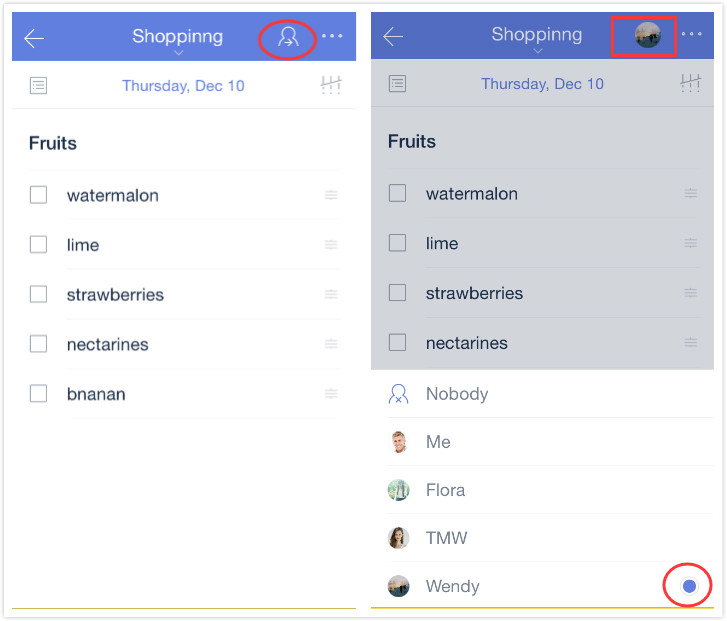 Shoppinng
Thursday, Dec 10
Fruits
watermalon
lime
strawberries
nectarines
bnanan
Shoppinng
Thursday, Dec 10
Fruits
watermalon
lime
strawberries
nectarines
Nobody
Me
Flora
TMW
Wendy